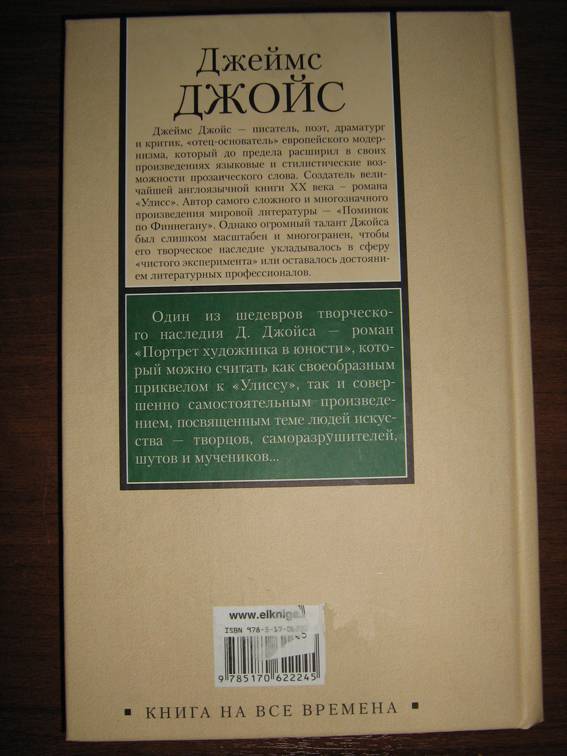 Джеймс
ДЖОЙС
Джеймс Джойс — писатель, поэт, драматург
и критик, «отец-основатель» европейского модер-
низма, который до предела расширил в своих
произведениях языковые и стилистические воз-
можности прозаического слова. Создатель вели-
чайшей англоязычной книги XX века – романа
«Улисс». Автор самого сложного и многозначного
произведения мировой литературы — «Поминок
по Финнегану». Однако огромный талант Джойса
был слишком масштабен и многогранен, чтобы
его творческое наследие укладывалось в сферу
«чистого эксперимента» или оставалось достояни-
ем литературных профессионалов.
Один из шедевров творческо-
го наследия Д. Джойса — роман
«Портрет художника в юности», кото-
рый можно считать как своеобразным
приквелом к «Улиссу», так и совер-
шенно самостоятельным произведе-
нием, посвященным теме людей искус-
ства — творцов, саморазрушителей,
шутов и мучеников...
www.elkniga.
ISBN 978-5-17-06
9 785170 622245
КНИГА НА ВСЕ ВРЕМЕНА